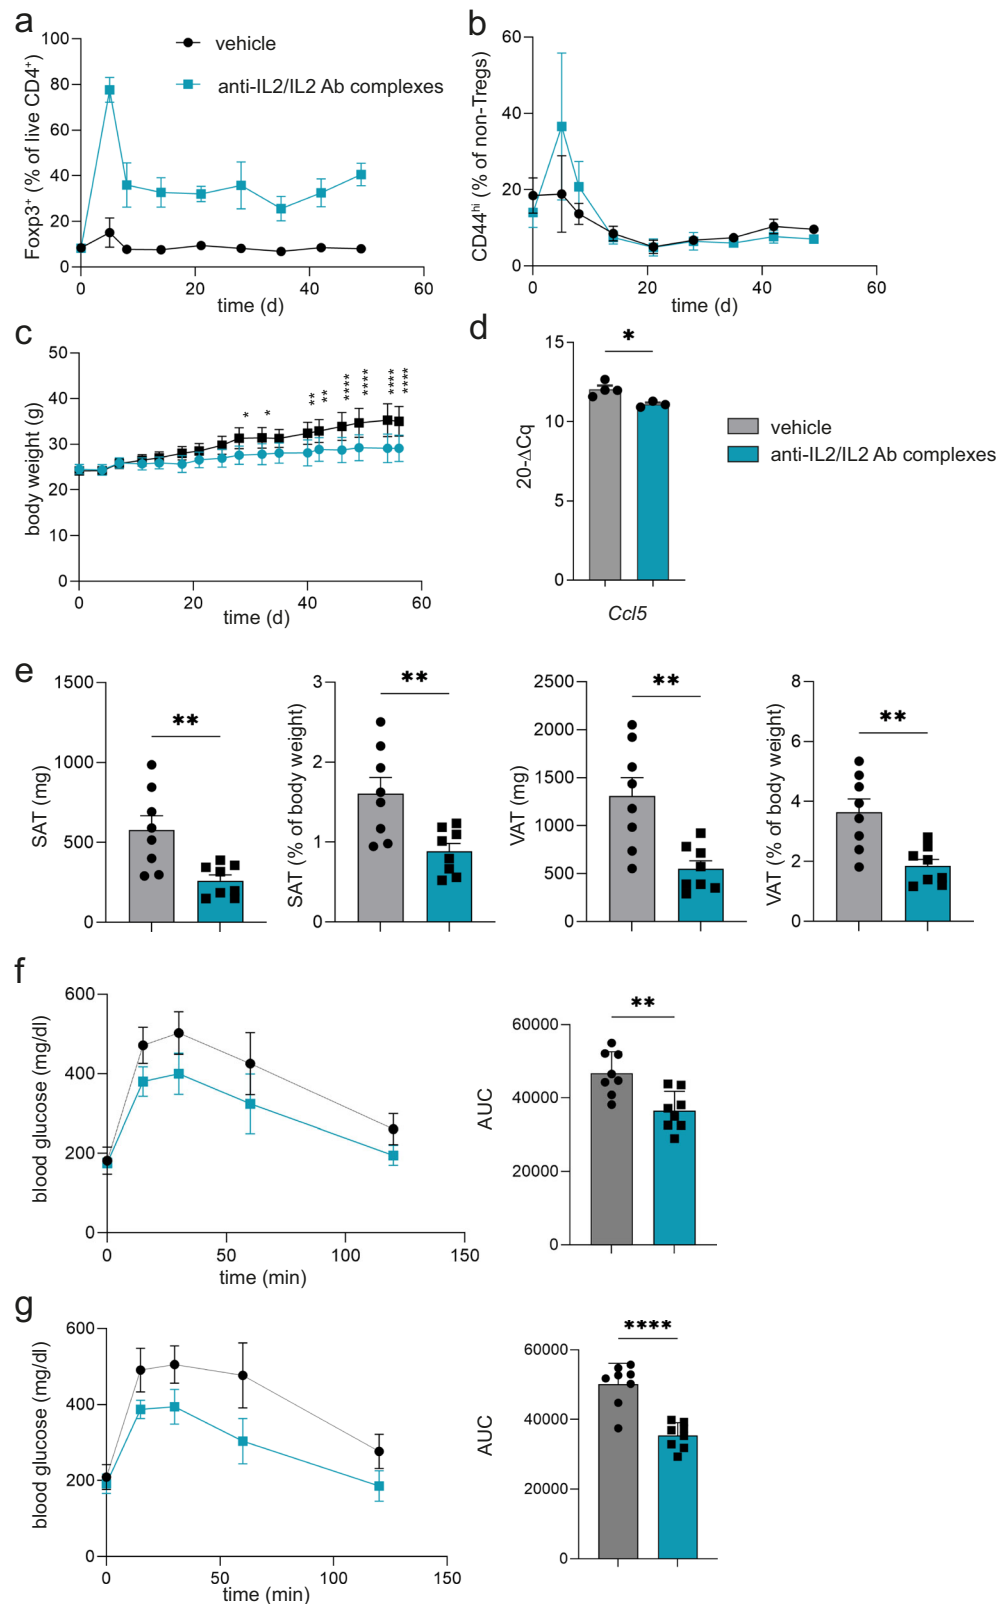 a
100
80
60
40
20
0
Foxp3⁺ (% of live CD4⁺)
0 20 40 60
time (d)
vehicle
anti-IL2/IL2 Ab complexes
b
60
40
20
0
CD44ʰⁱ (% of non-Tregs)
0 20 40 60
time (d)
c
50
40
30
20
10
0
body weight (g)
* * ** ** **** **** **** ****
0 20 40 60
time (d)
d
15
10
5
0
20-ΔCq
*
Ccl5
vehicle
anti-IL2/IL2 Ab complexes
e
1500
1000
500
0
SAT (mg)
**
3
2
1
0
SAT (% of body weight)
**
2500
2000
1500
1000
500
0
VAT (mg)
**
8
6
4
2
0
VAT (% of body weight)
**
f
600
400
200
0
blood glucose (mg/dl)
0 50 100 150
time (min)
60000
40000
20000
0
AUC
**
g
600
400
200
0
blood glucose (mg/dl)
0 50 100 150
time (min)
60000
40000
20000
0
AUC
****